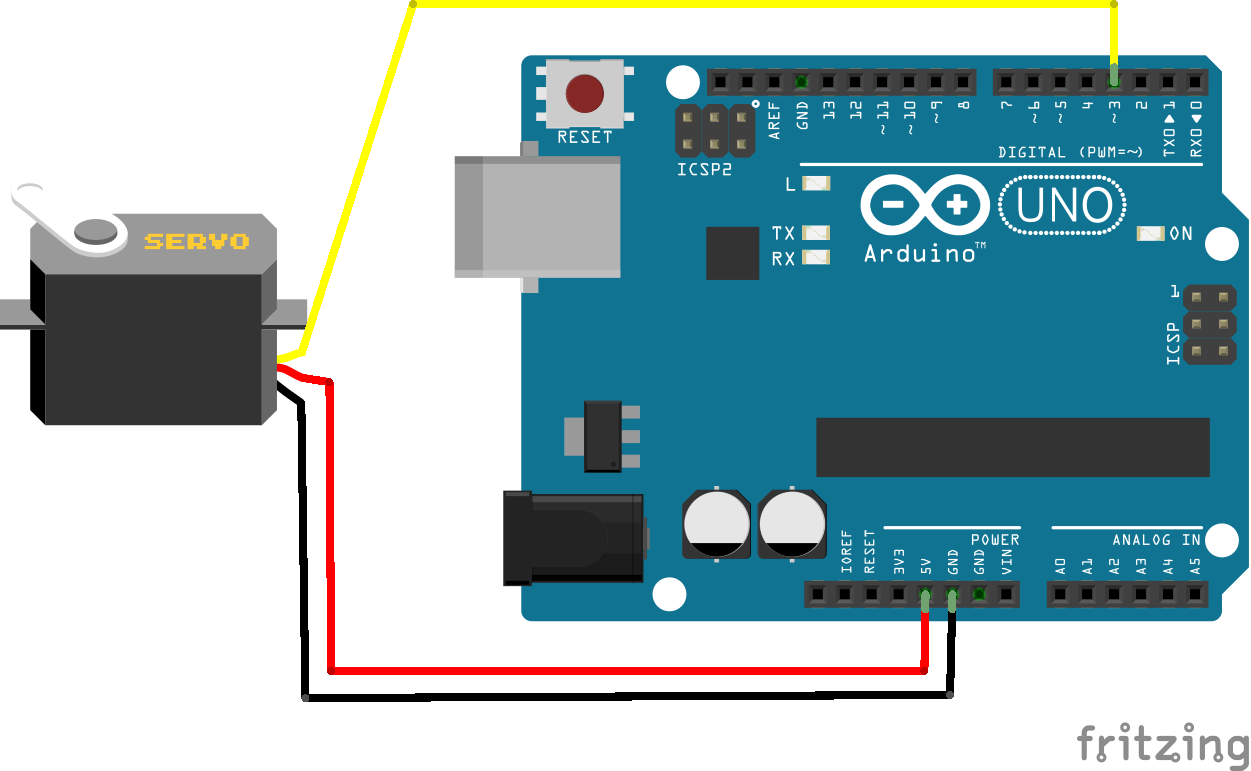 RESET
AREF
GND
13
12
~11
~10
~9
8
7
~6
~5
4
~3
2
TX0 ▶ 1
RX0 ◀ 0
ICSP2
DIGITAL (PWM=~)
L
UNO
SERVO
TX
ON
RX
Arduino™
1
ICSP
POWER
ANALOG IN
IOREF
RESET
3V3
5V
GND
GND
VIN
A0
A1
A2
A3
A4
A5
fritzing